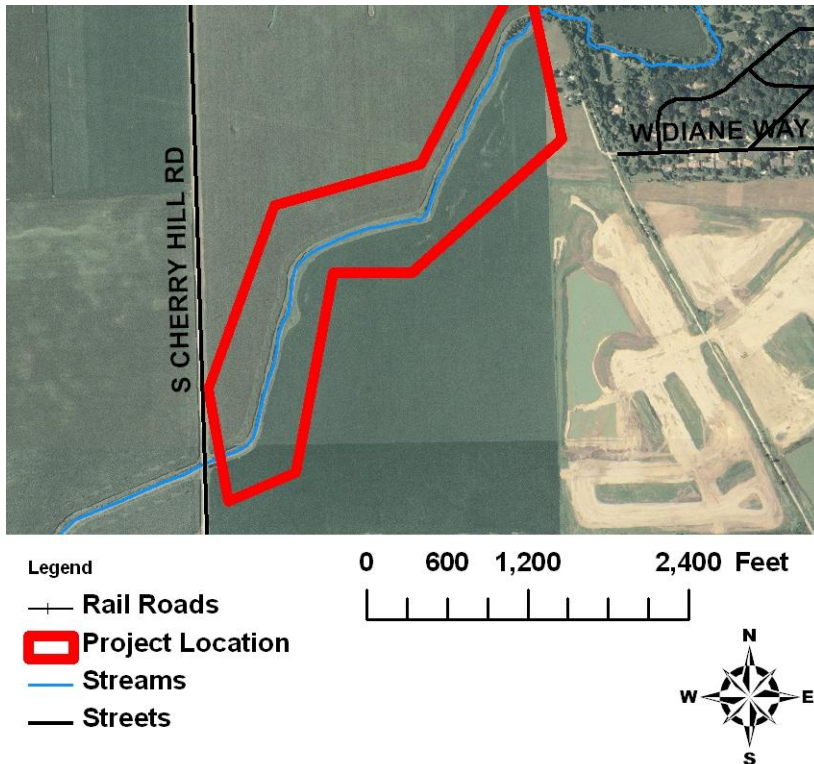 W DIANE WAY
S CHERRY HILL RD
0 600 1,200 2,400 Feet
Legend
Rail Roads
Project Location
Streams
Streets
N
W E
S